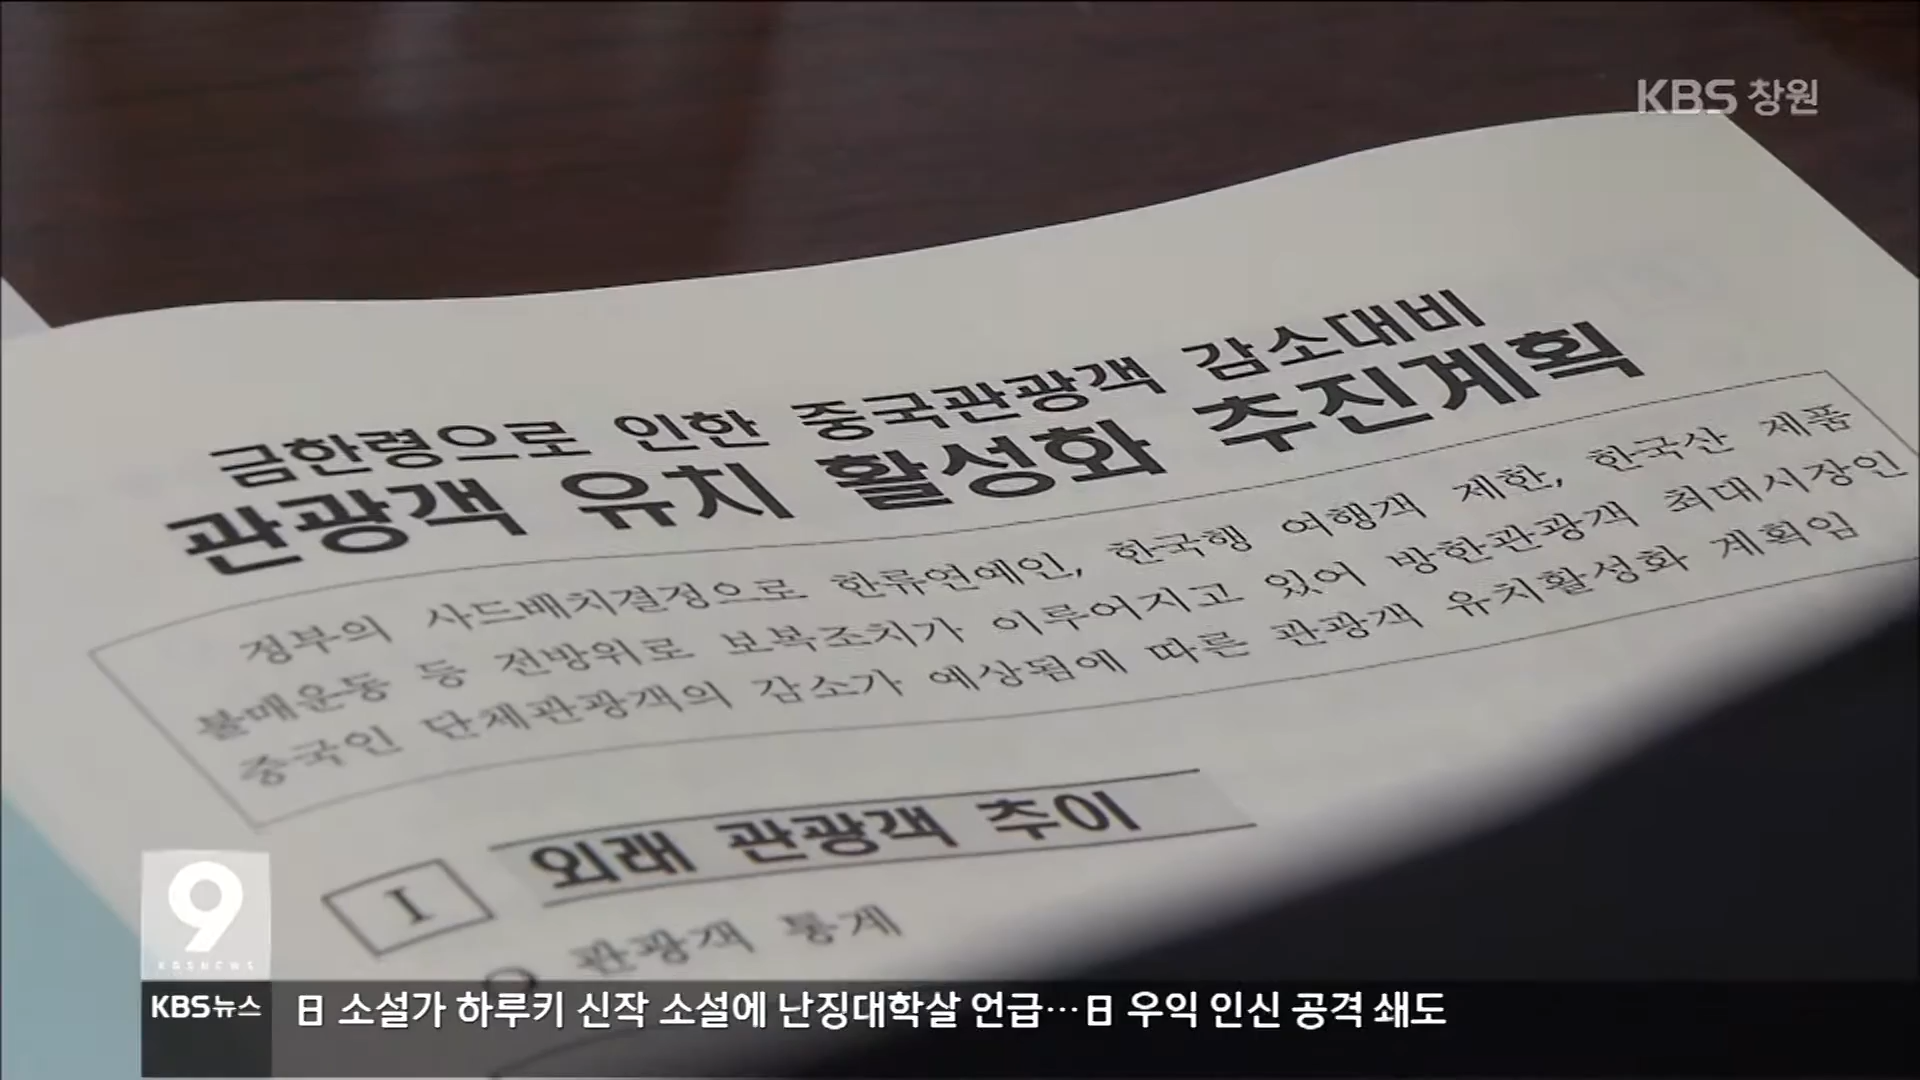 KBS 창원
금한령으로 인한 중국관광객 감소대비
관광객 유치 활성화 추진계획
정부의 사드배치결정으로 한류연예인, 한국행 여행객 제한, 한국산 제품
불매운동 등 전방위로 보복조치가 이루어지고 있어 방한관광객 최대시장인
중국인 단체관광객의 감소가 예상됨에 따른 관광객 유치활성화 계획임
I 외래 관광객 추이
○ 관광객 통계
9
KBS NEWS
KBS뉴스 日 소설가 하루키 신작 소설에 난징대학살 언급…日 우익 인신 공격 쇄도